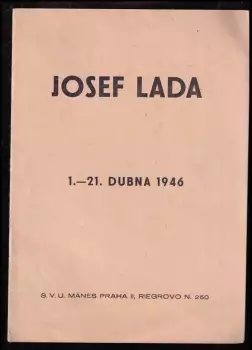 JOSEF LADA
1.—21. DUBNA 1946
S. V. U. MÁNES PRAHA II, RIEGROVO N. 250